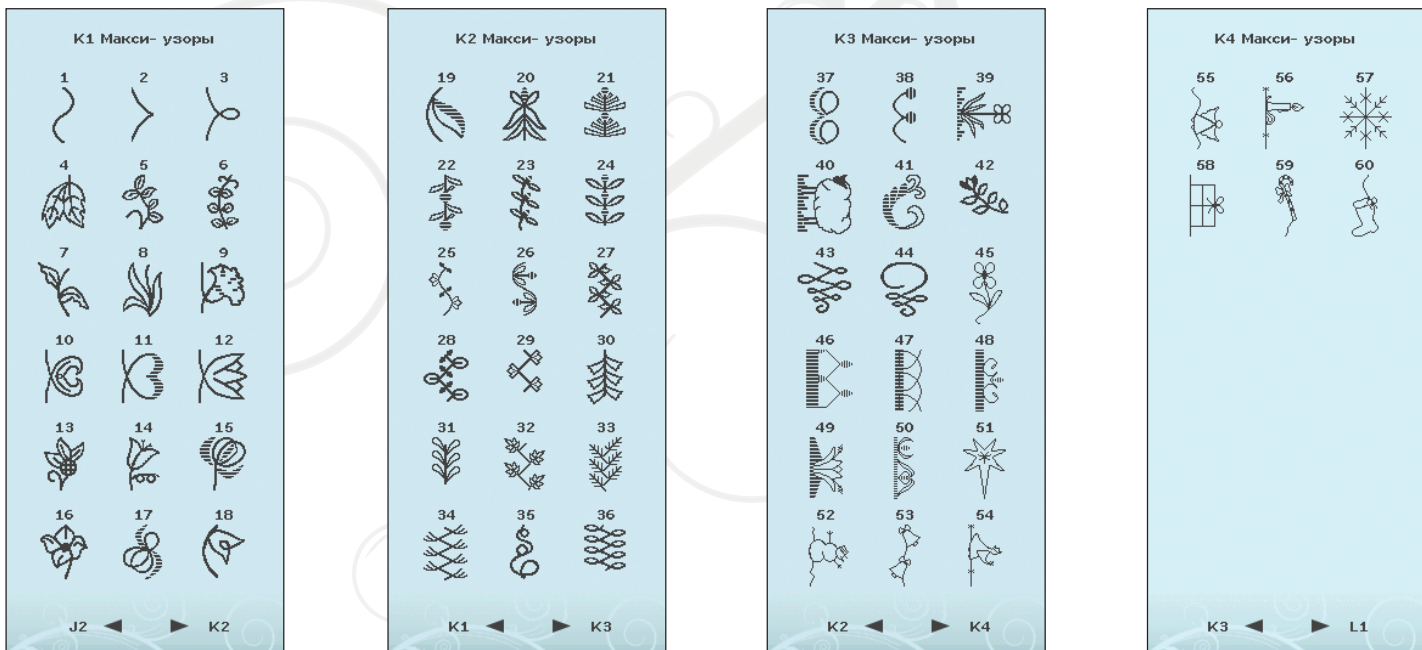 K1 Макси- узоры
1 2 3
4 5 6
7 8 9
10 11 12
13 14 15
16 17 18
J2 K2
K2 Макси- узоры
19 20 21
22 23 24
25 26 27
28 29 30
31 32 33
34 35 36
K1 K3
K3 Макси- узоры
37 38 39
40 41 42
43 44 45
46 47 48
49 50 51
52 53 54
K2 K4
K4 Макси- узоры
55 56 57
58 59 60
K3 L1